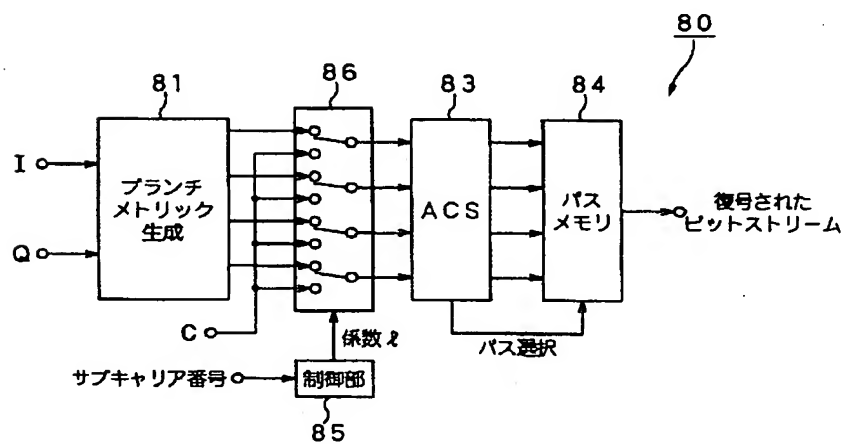 80
81
86
83
84
I
Q
ブランチ
メトリック
生成
ACS
パス
メモリ
復号された
ビットストリーム
C
係数ℓ
パス選択
サブキャリア番号
制御部
85